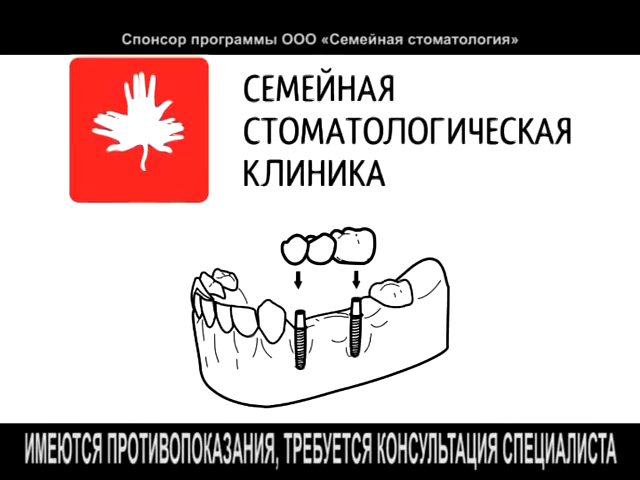 Спонсор программы ООО «Семейная стоматология»
СЕМЕЙНАЯ
СТОМАТОЛОГИЧЕСКАЯ
КЛИНИКА
ИМЕЮТСЯ ПРОТИВОПОКАЗАНИЯ, ТРЕБУЕТСЯ КОНСУЛЬТАЦИЯ СПЕЦИАЛИСТА